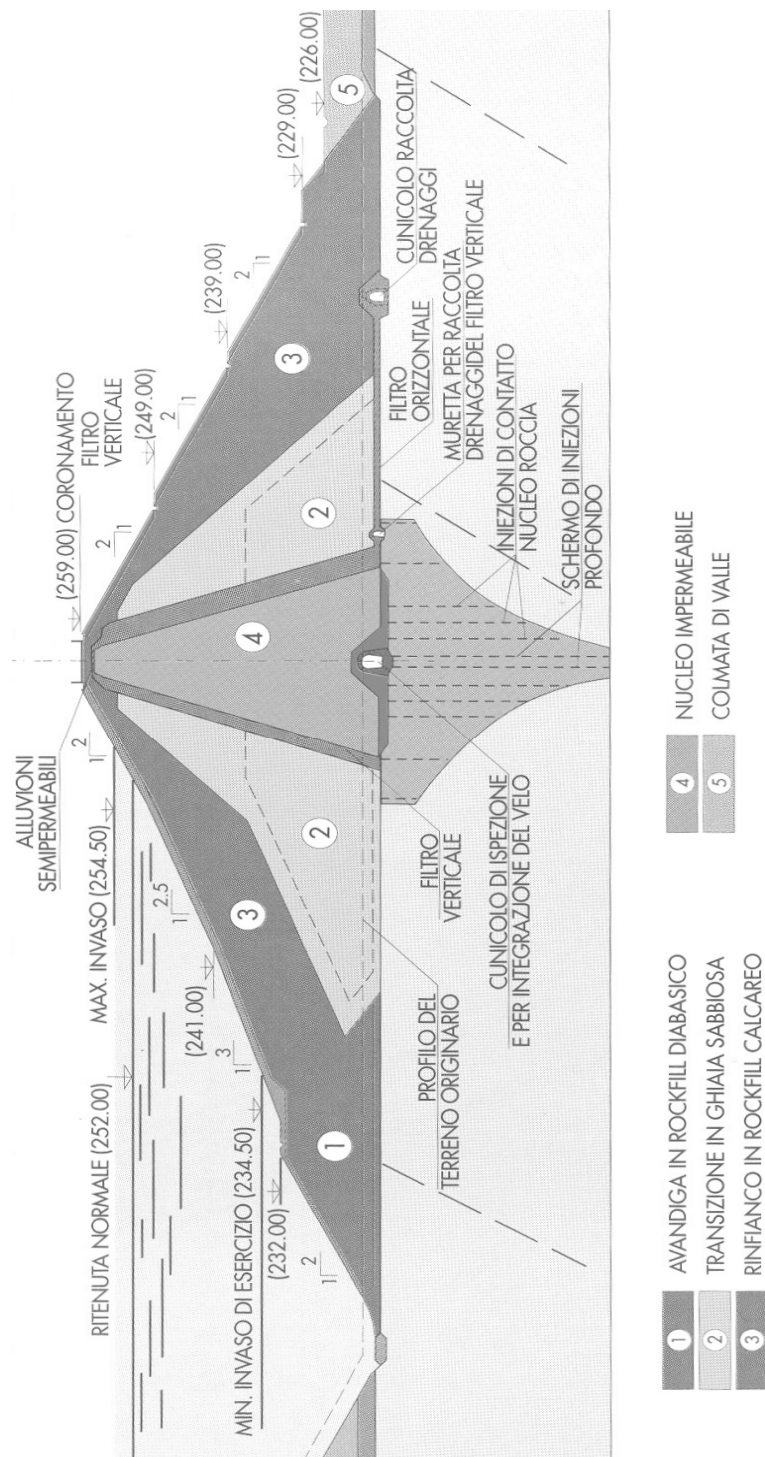 ALLUVIONI
SEMIPERMEABILI
(259.00) CORONAMENTO
FILTRO
VERTICALE
RITENUTA NORMALE (252.00)
MAX. INVASO (254.50)
(249.00)
(239.00)
(229.00)
(226.00)
MIN. INVASO DI ESERCIZIO (234.50)
(241.00)
(232.00)
2
1
3
1
2.5
1
2
1
2
1
2
1
2
1
1
3
2
4
2
3
5
PROFILO DEL
TERRENO ORIGINARIO
FILTRO
VERTICALE
CUNICOLO DI ISPEZIONE
E PER INTEGRAZIONE DEL VELO
FILTRO
ORIZZONTALE
CUNICOLO RACCOLTA
DRENAGGI
MURETTA PER RACCOLTA
DRENAGGIDEL FILTRO VERTICALE
INIEZIONI DI CONTATTO
NUCLEO ROCCIA
SCHERMO DI INIEZIONI
PROFONDO
1 AVANDIGA IN ROCKFILL DIABASICO
2 TRANSIZIONE IN GHIAIA SABBIOSA
3 RINFIANCO IN ROCKFILL CALCAREO
4 NUCLEO IMPERMEABILE
5 COLMATA DI VALLE